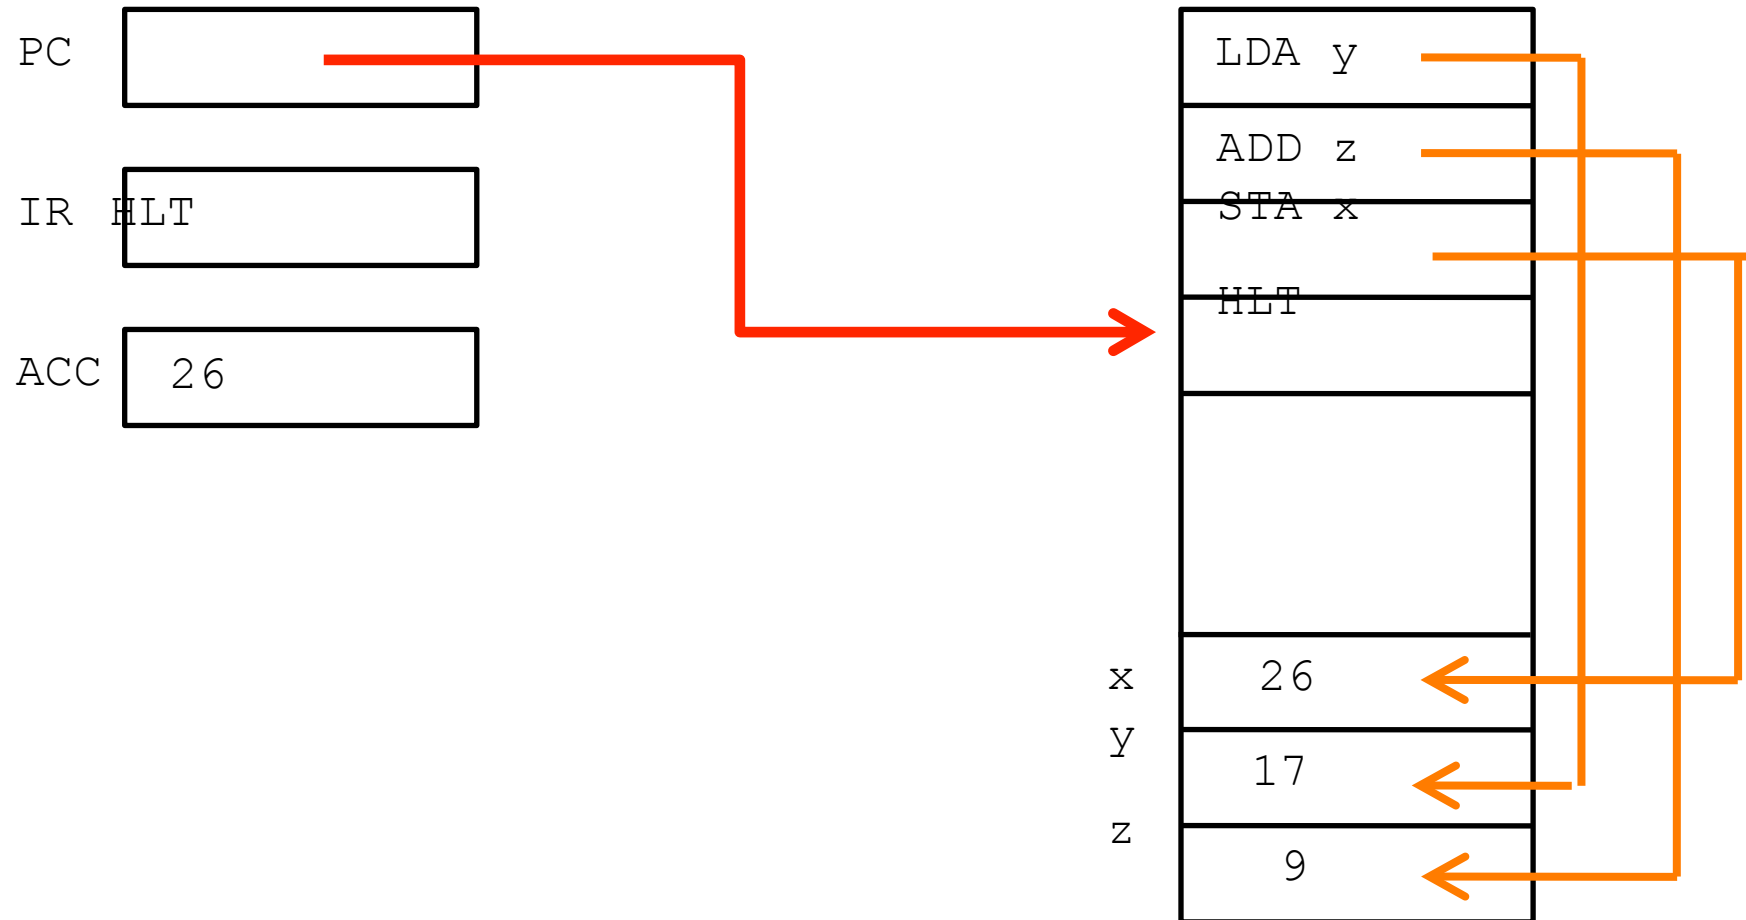 PC
IR HLT
ACC 26
LDA y
ADD z
STA x
HLT
x 26
y 17
z 9